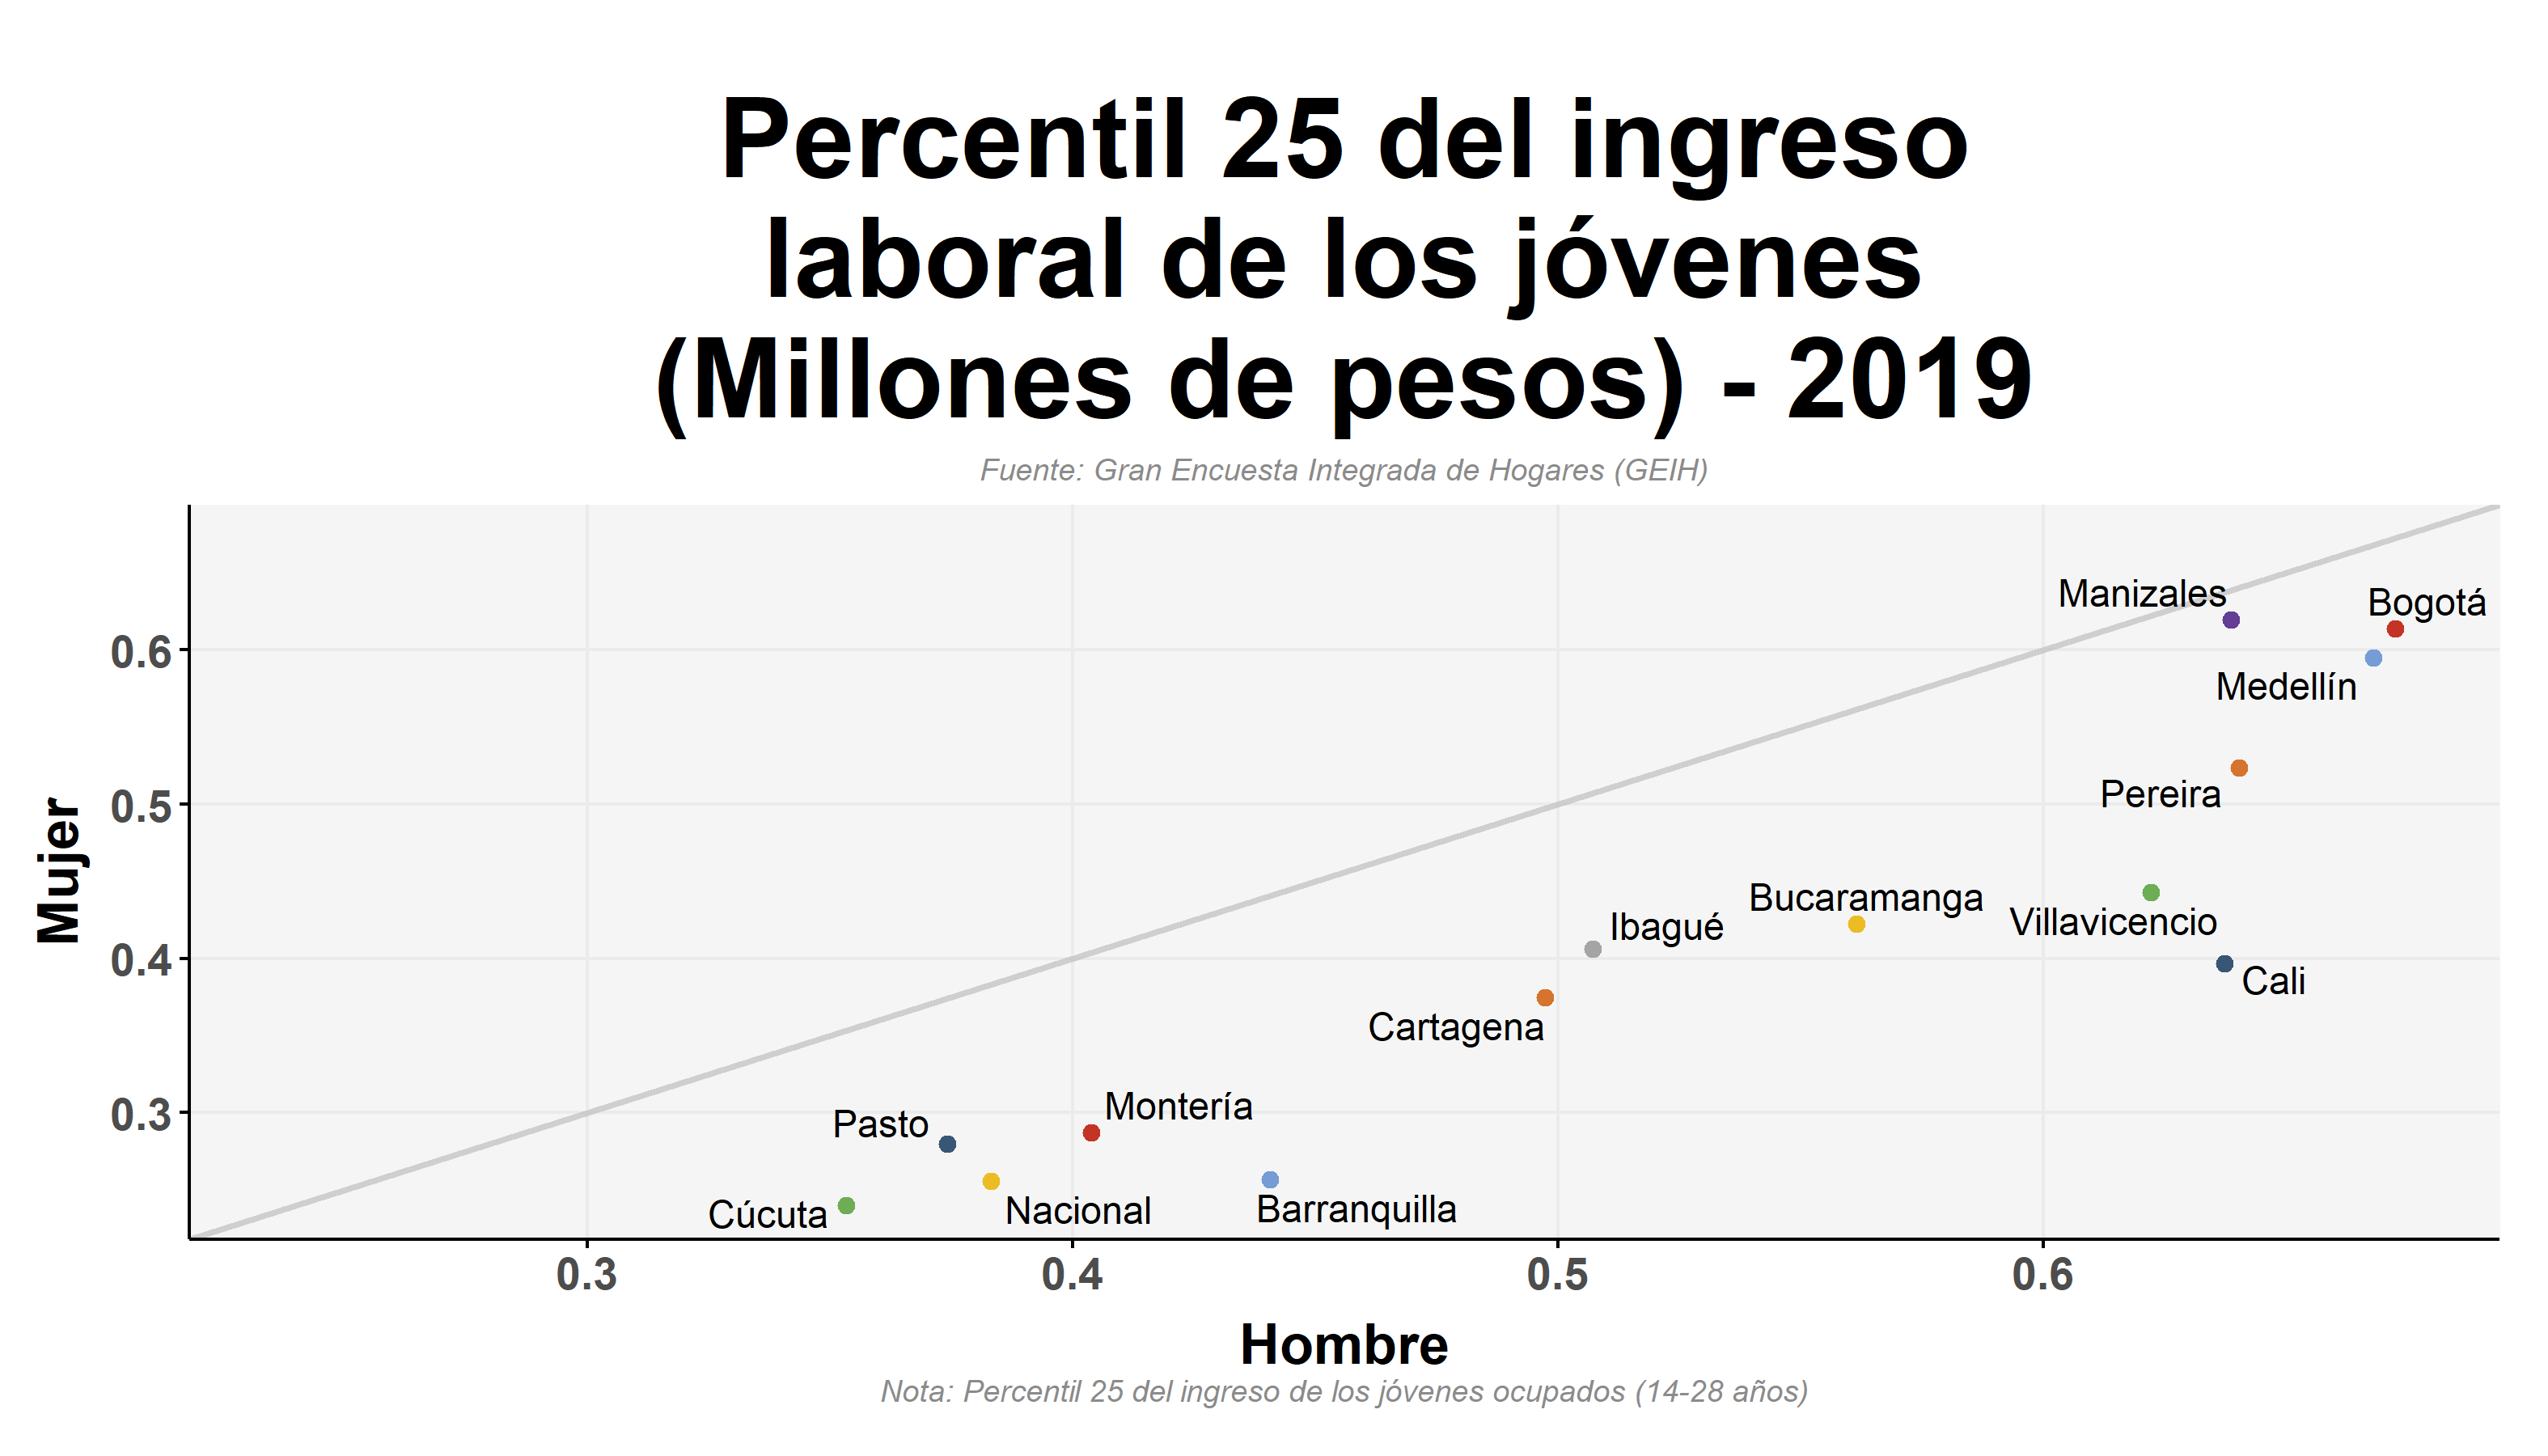 Percentil 25 del ingreso
laboral de los jóvenes
(Millones de pesos) - 2019
Fuente: Gran Encuesta Integrada de Hogares (GEIH)
Mujer
0.6
0.5
0.4
0.3
Manizales
Bogotá
Medellín
Pereira
Bucaramanga
Ibagué
Villavicencio
Cali
Cartagena
Montería
Pasto
Nacional
Barranquilla
Cúcuta
0.3
0.4
0.5
0.6
Hombre
Nota: Percentil 25 del ingreso de los jóvenes ocupados (14-28 años)